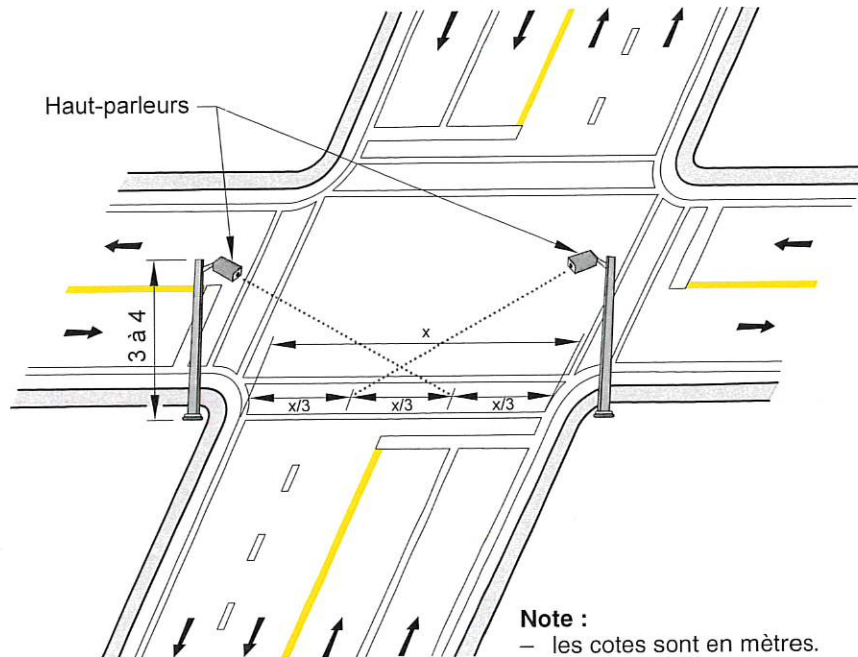 Haut-parleurs
3 à 4
x
x/3 x/3 x/3
Note :
– les cotes sont en mètres.